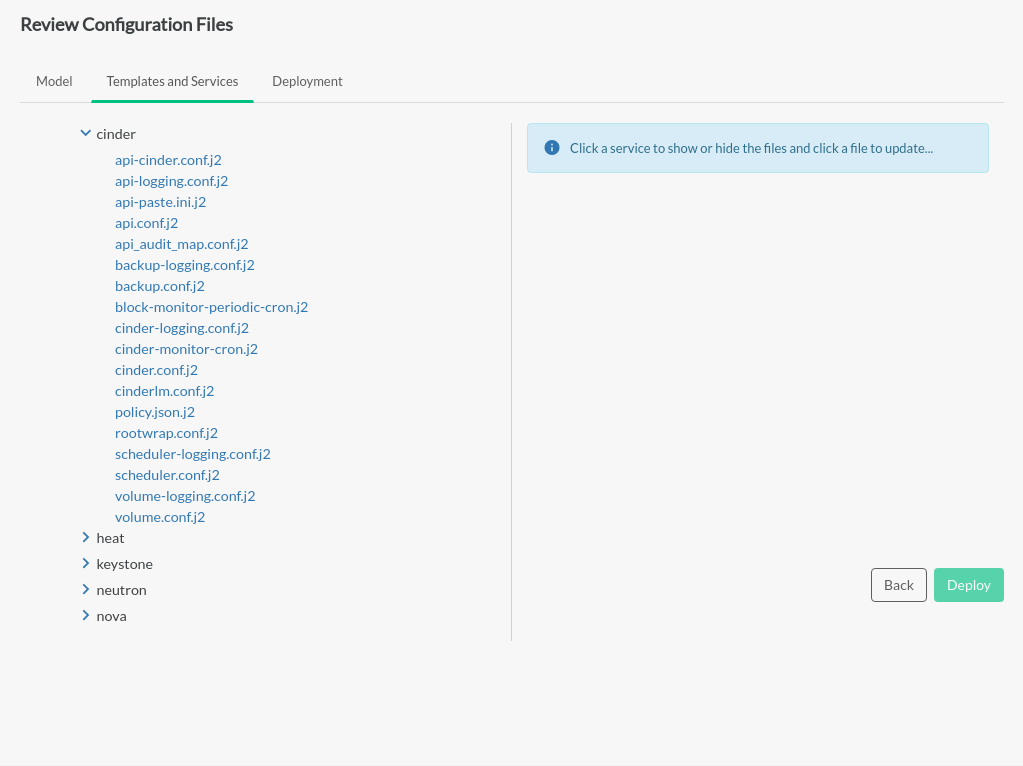 Review Configuration Files
Model
Templates and Services
Deployment
cinder
api-cinder.conf.j2
api-logging.conf.j2
api-paste.ini.j2
api.conf.j2
api_audit_map.conf.j2
backup-logging.conf.j2
backup.conf.j2
block-monitor-periodic-cron.j2
cinder-logging.conf.j2
cinder-monitor-cron.j2
cinder.conf.j2
cinderlm.conf.j2
policy.json.j2
rootwrap.conf.j2
scheduler-logging.conf.j2
scheduler.conf.j2
volume-logging.conf.j2
volume.conf.j2
heat
keystone
neutron
nova
Click a service to show or hide the files and click a file to update...
Back
Deploy